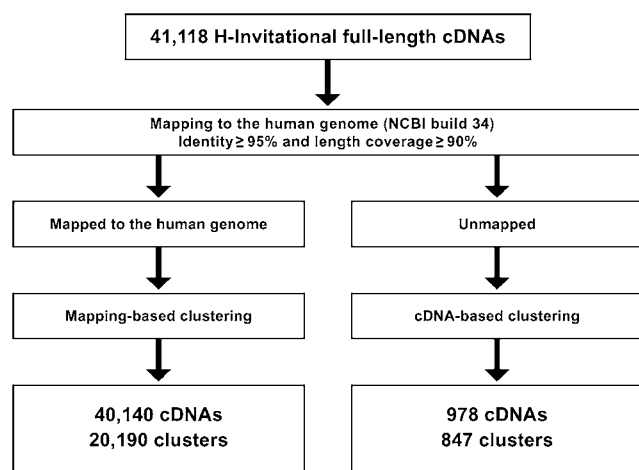 41,118 H-Invitational full-length cDNAs
Mapping to the human genome (NCBI build 34)
Identity ≥ 95% and length coverage ≥ 90%
Mapped to the human genome
Unmapped
Mapping-based clustering
cDNA-based clustering
40,140 cDNAs
20,190 clusters
978 cDNAs
847 clusters